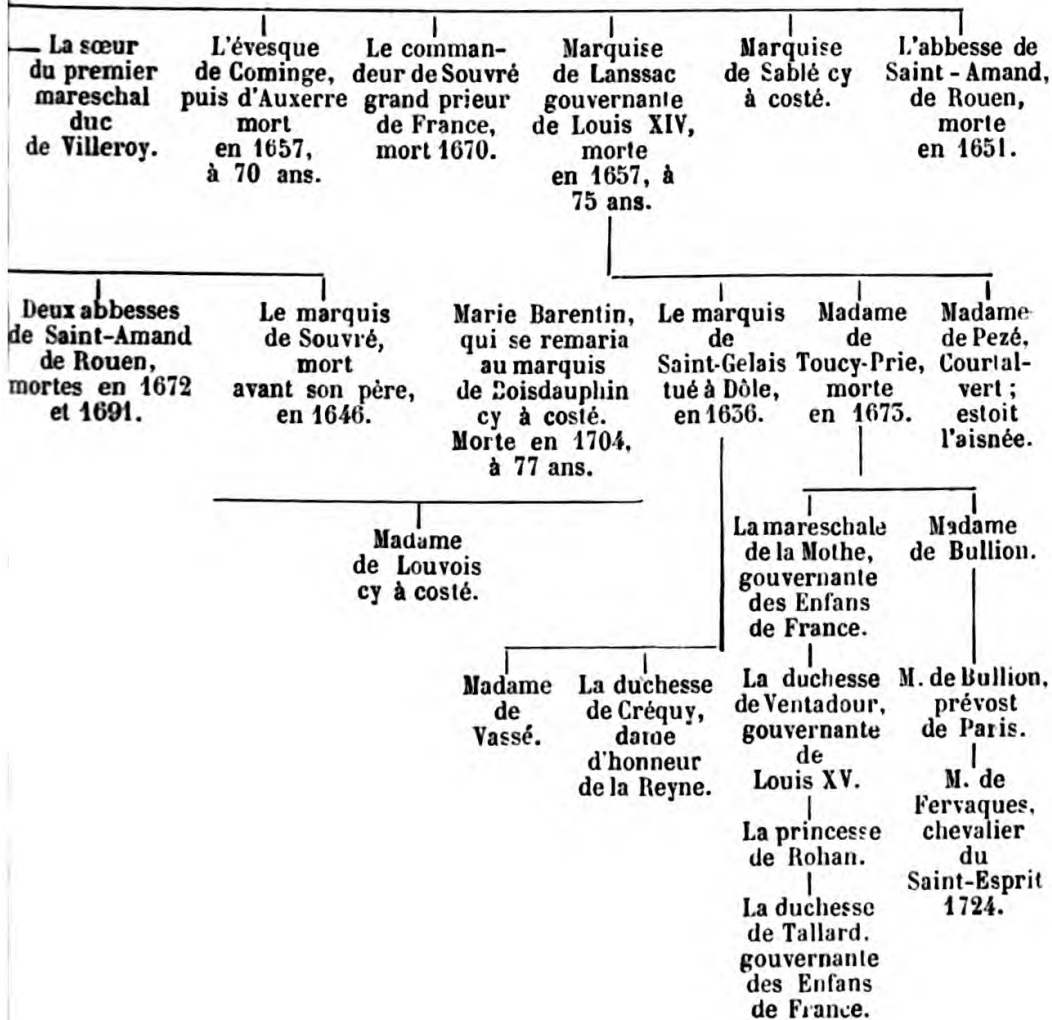 — La sœur
du premier
mareschal
duc
de Villeroy.
L'évesque
de Cominge,
puis d'Auxerre
mort
en 1657,
à 70 ans.
Le comman-
deur de Souvré
grand prieur
de France,
mort 1670.
Marquise
de Lanssac
gouvernante
de Louis XIV,
morte
en 1657, à
75 ans.
Marquise
de Sablé cy
à costé.
L'abbesse de
Saint-Amand,
de Rouen,
morte
en 1651.
Deux abbesses
de Saint-Amand
de Rouen,
mortes en 1672
et 1691.
Le marquis
de Souvré,
mort
avant son père,
en 1646.
Marie Barentin,
qui se remaria
au marquis
de Boisdauphin
cy à costé.
Morte en 1704,
à 77 ans.
Le marquis
de
Saint-Gelais
tué à Dôle,
en 1636.
Madame
de
Toucy-Prie,
morte
en 1673.
Madame
de Pezé,
Courtal-
vert ;
estoit
l'aisnée.
Madame
de Louvois
cy à costé.
La mareschale
de la Mothe,
gouvernante
des Enfans
de France.
Madame
de Bullion.
Madame
de
Vassé.
La duchesse
de Créquy,
dame
d'honneur
de la Reyne.
La duchesse
de Ventadour,
gouvernante
de
Louis XV.
M. de Bullion,
prévost
de Paris.
La princesse
de Rohan.
M. de
Fervaques,
chevalier
du
Saint-Esprit
1724.
La duchesse
de Tallard.
gouvernante
des Enfans
de France.